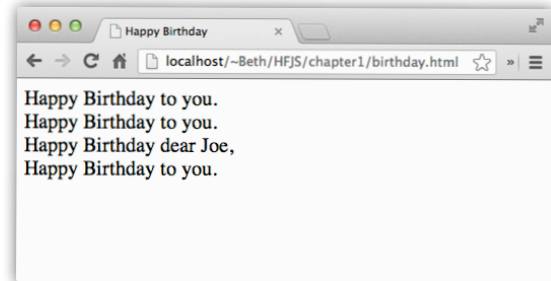 Happy Birthday
localhost/~Beth/HFJS/chapter1/birthday.html
Happy Birthday to you.
Happy Birthday to you.
Happy Birthday dear Joe,
Happy Birthday to you.